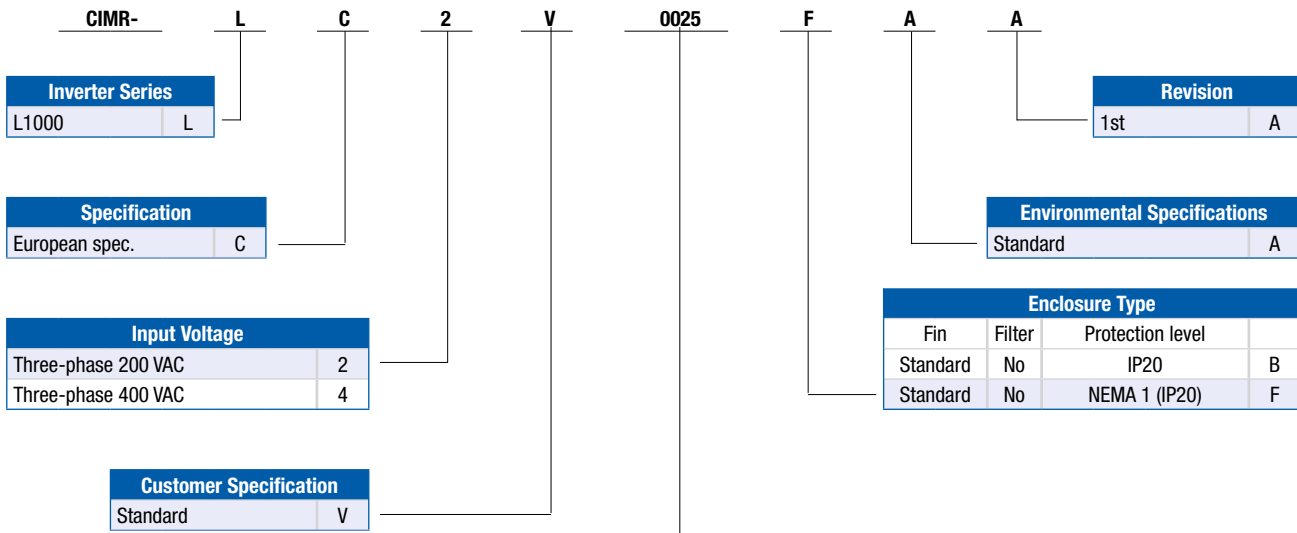 CIMR- L C 2 V 0025 F A A
Inverter Series
L1000 L
Revision
1st A
Specification
European spec. C
Environmental Specifications
Standard A
Input Voltage
Three-phase 200 VAC 2
Three-phase 400 VAC 4
Enclosure Type
Fin Filter Protection level
Standard No IP20 B
Standard No NEMA 1 (IP20) F
Customer Specification
Standard V